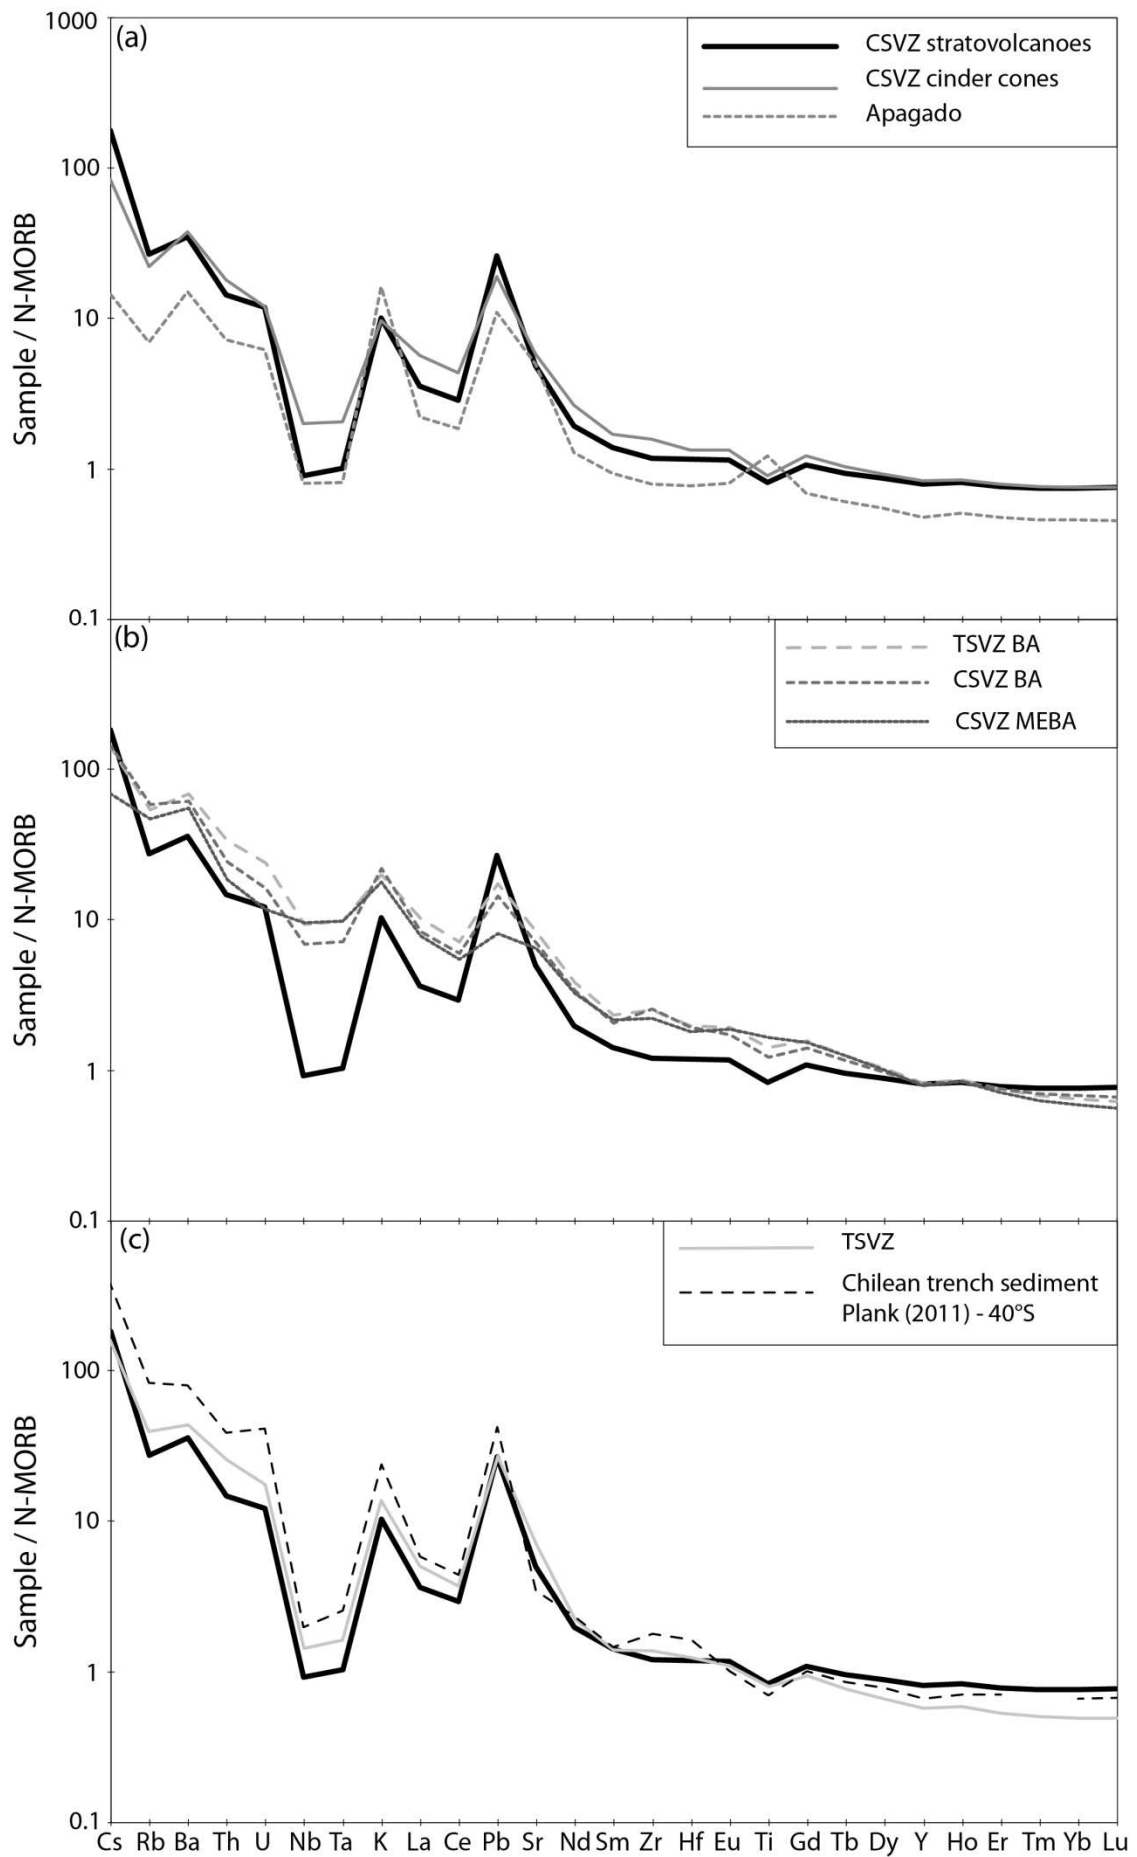 (a)
1000
100
10
1
0.1
Sample / N-MORB
CSVZ stratovolcanoes
CSVZ cinder cones
Apagado
(b)
100
10
1
0.1
Sample / N-MORB
TSVZ BA
CSVZ BA
CSVZ MEBA
(c)
100
10
1
0.1
Sample / N-MORB
TSVZ
Chilean trench sediment
Plank (2011) - 40°S
Cs Rb Ba Th U Nb Ta K La Ce Pb Sr Nd Sm Zr Hf Eu Ti Gd Tb Dy Y Ho Er Tm Yb Lu